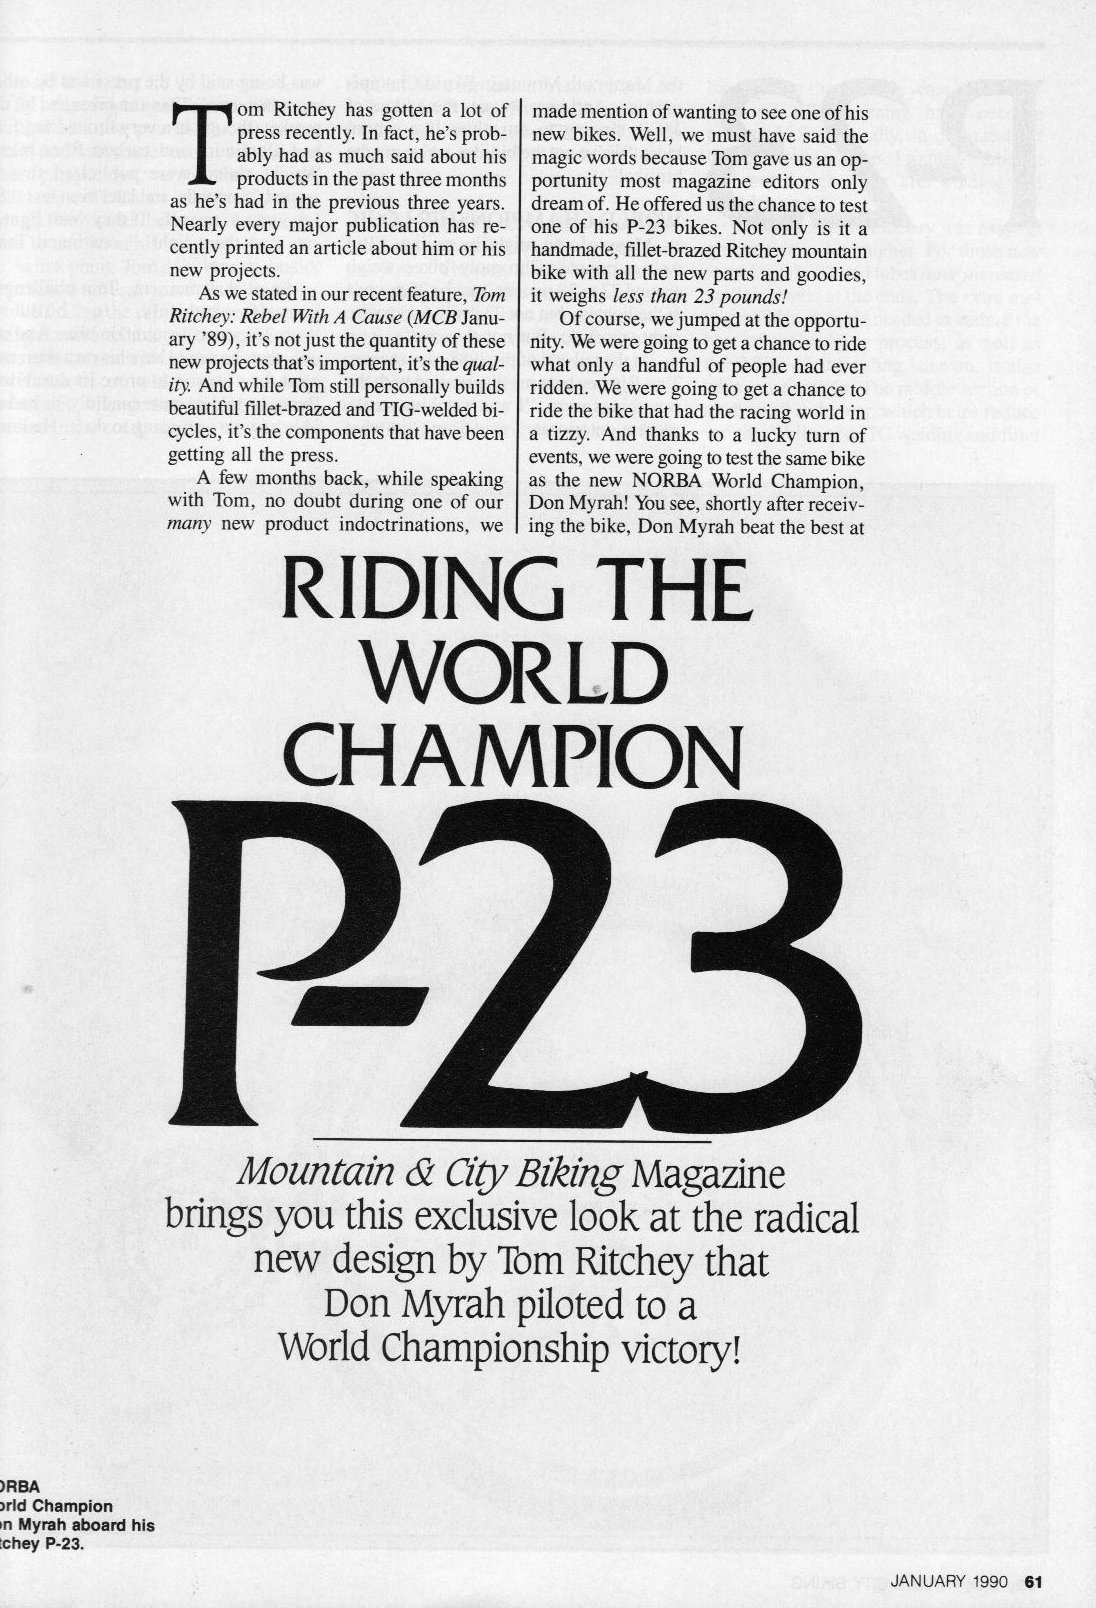 Tom Ritchey has gotten a lot of
press recently. In fact, he's prob-
ably had as much said about his
products in the past three months
as he's had in the previous three years.
Nearly every major publication has re-
cently printed an article about him or his
new projects.
As we stated in our recent feature, Tom
Ritchey: Rebel With A Cause (MCB Janu-
ary '89), it's not just the quantity of these
new projects that's importent, it's the qual-
ity. And while Tom still personally builds
beautiful fillet-brazed and TIG-welded bi-
cycles, it's the components that have been
getting all the press.
A few months back, while speaking
with Tom, no doubt during one of our
many new product indoctrinations, we
made mention of wanting to see one of his
new bikes. Well, we must have said the
magic words because Tom gave us an op-
portunity most magazine editors only
dream of. He offered us the chance to test
one of his P-23 bikes. Not only is it a
handmade, fillet-brazed Ritchey mountain
bike with all the new parts and goodies,
it weighs less than 23 pounds!
Of course, we jumped at the opportu-
nity. We were going to get a chance to ride
what only a handful of people had ever
ridden. We were going to get a chance to
ride the bike that had the racing world in
a tizzy. And thanks to a lucky turn of
events, we were going to test the same bike
as the new NORBA World Champion,
Don Myrah! You see, shortly after receiv-
ing the bike, Don Myrah beat the best at
RIDING THE
WORLD
CHAMPION
P-23
Mountain & City Biking Magazine
brings you this exclusive look at the radical
new design by Tom Ritchey that
Don Myrah piloted to a
World Championship victory!
ORBA
orld Champion
on Myrah aboard his
tchey P-23.
JANUARY 1990 61